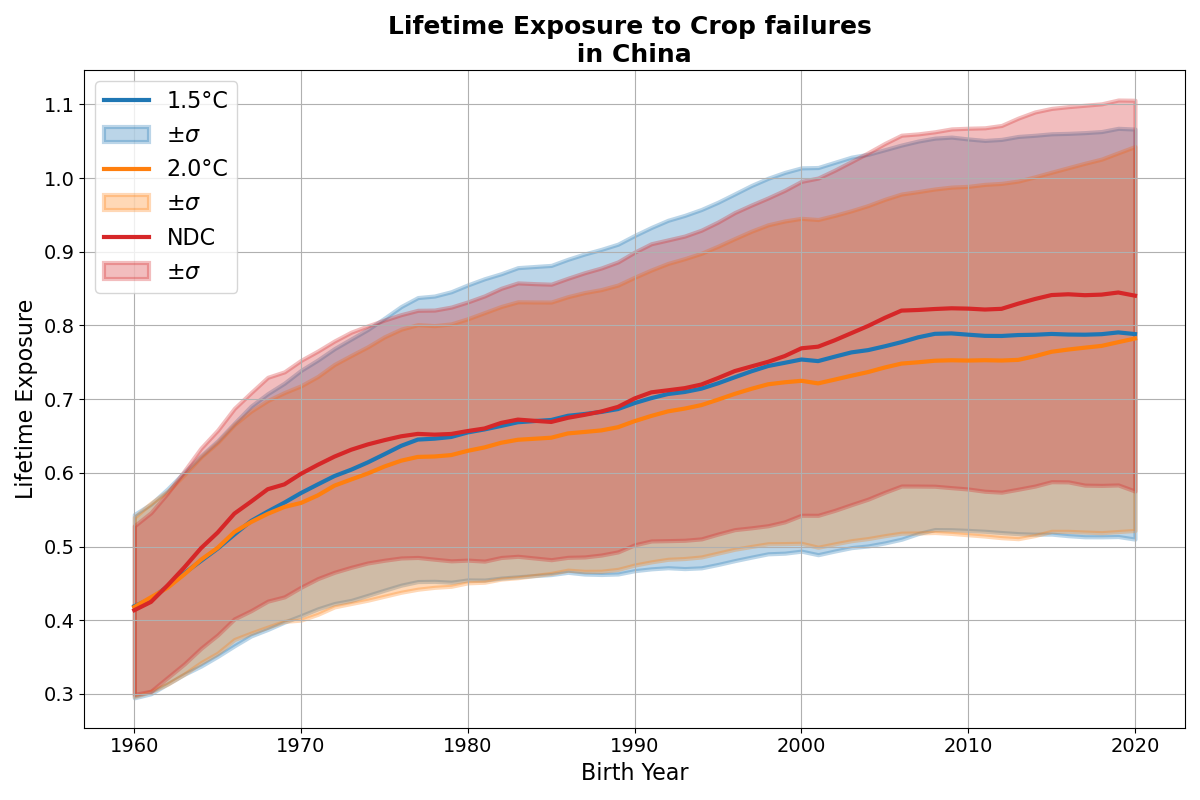 Lifetime Exposure to Crop failures
in China
1.5°C
±σ
2.0°C
±σ
NDC
±σ
Lifetime Exposure
1.1
1.0
0.9
0.8
0.7
0.6
0.5
0.4
0.3
1960 1970 1980 1990 2000 2010 2020
Birth Year